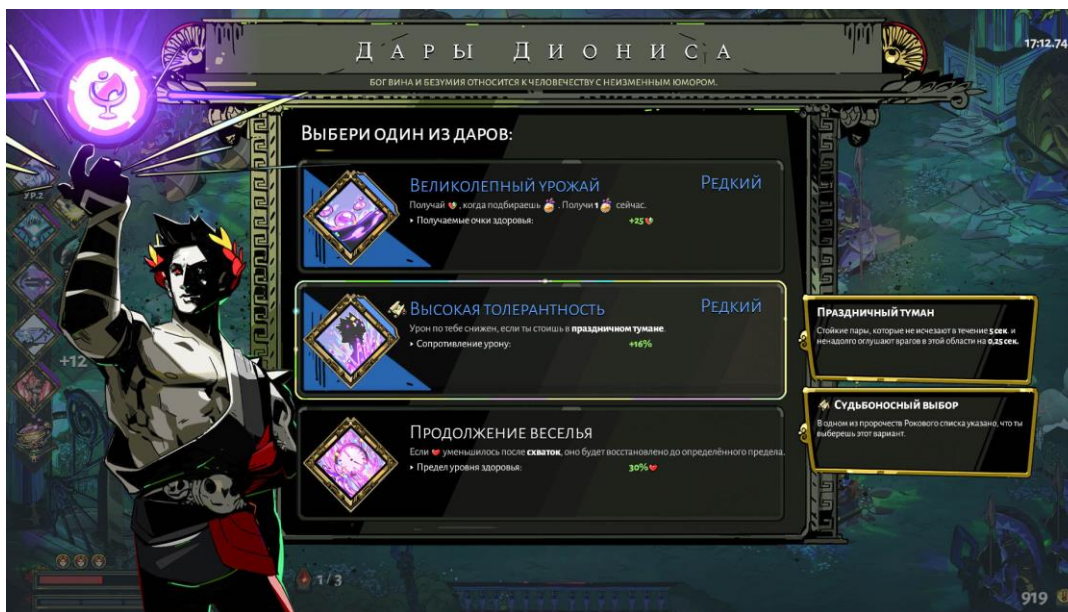 Дары Диониса
17:12.74
Бог вина и безумия относится к человечеству с неизменным юмором.
Выбери один из даров:
Великолепный урожай
Редкий
Получай , когда подбираешь . Получи 1 сейчас.
▸ Получаемые очки здоровья: +25
УР.2
Высокая толерантность
Редкий
Урон по тебе снижен, если ты стоишь в праздничном тумане.
▸ Сопротивление урону: +16%
Праздничный туман
Стойкие пары, которые не исчезают в течение 5 сек. и
ненадолго оглушают врагов в этой области на 0,25 сек.
+12
Судьбоносный выбор
В одном из пророчеств Рокового списка указано, что ты
выберешь этот вариант.
Продолжение веселья
Если уменьшилось после схваток, оно будет восстановлено до определённого предела.
▸ Предел уровня здоровья: 30%
1/3
919